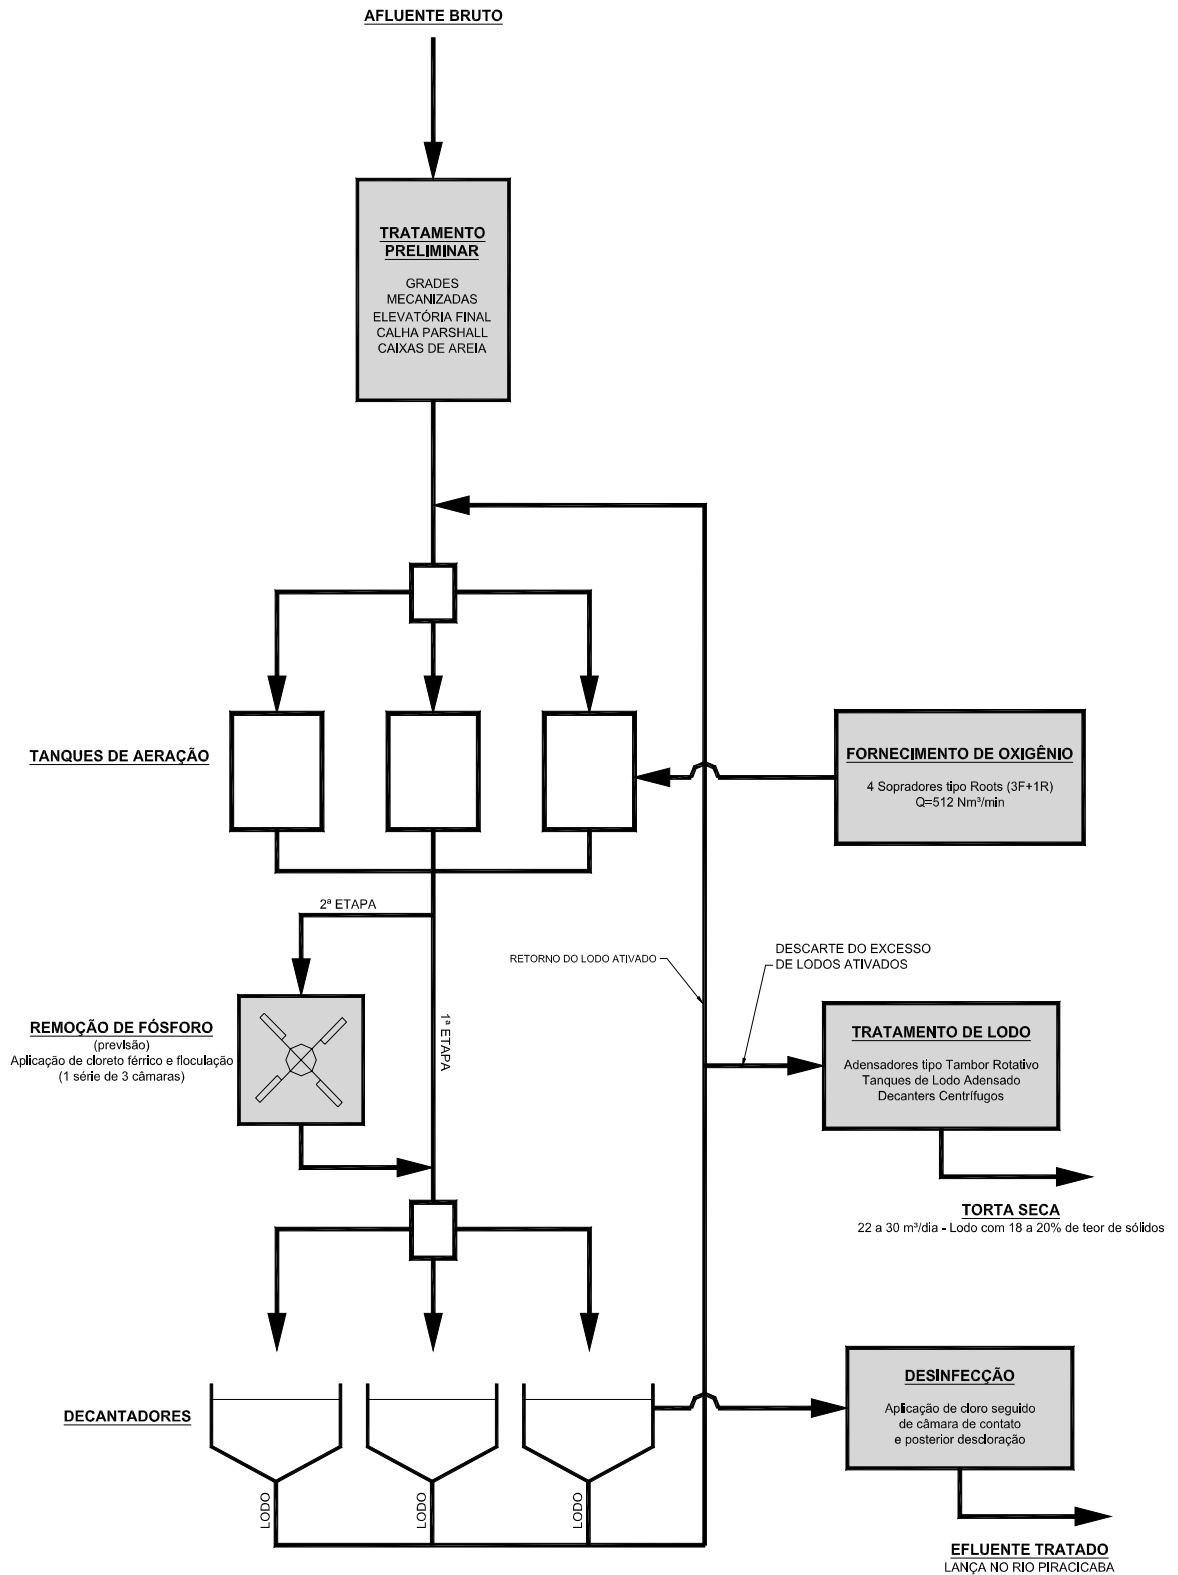 AFLUENTE BRUTO
TRATAMENTO
PRELIMINAR
GRADES
MECANIZADAS
ELEVATÓRIA FINAL
CALHA PARSHALL
CAIXAS DE AREIA
TANQUES DE AERAÇÃO
FORNECIMENTO DE OXIGÊNIO
4 Sopradores tipo Roots (3F+1R)
Q=512 Nm³/min
2ª ETAPA
RETORNO DO LODO ATIVADO
DESCARTE DO EXCESSO
DE LODOS ATIVADOS
1ª ETAPA
REMOÇÃO DE FÓSFORO
(previsão)
Aplicação de cloreto férrico e floculação
(1 série de 3 câmaras)
TRATAMENTO DE LODO
Adensadores tipo Tambor Rotativo
Tanques de Lodo Adensado
Decanters Centrífugos
TORTA SECA
22 a 30 m³/dia - Lodo com 18 a 20% de teor de sólidos
DECANTADORES
DESINFECÇÃO
Aplicação de cloro seguido
de câmara de contato
e posterior descloração
LODO
LODO
LODO
EFLUENTE TRATADO
LANÇA NO RIO PIRACICABA